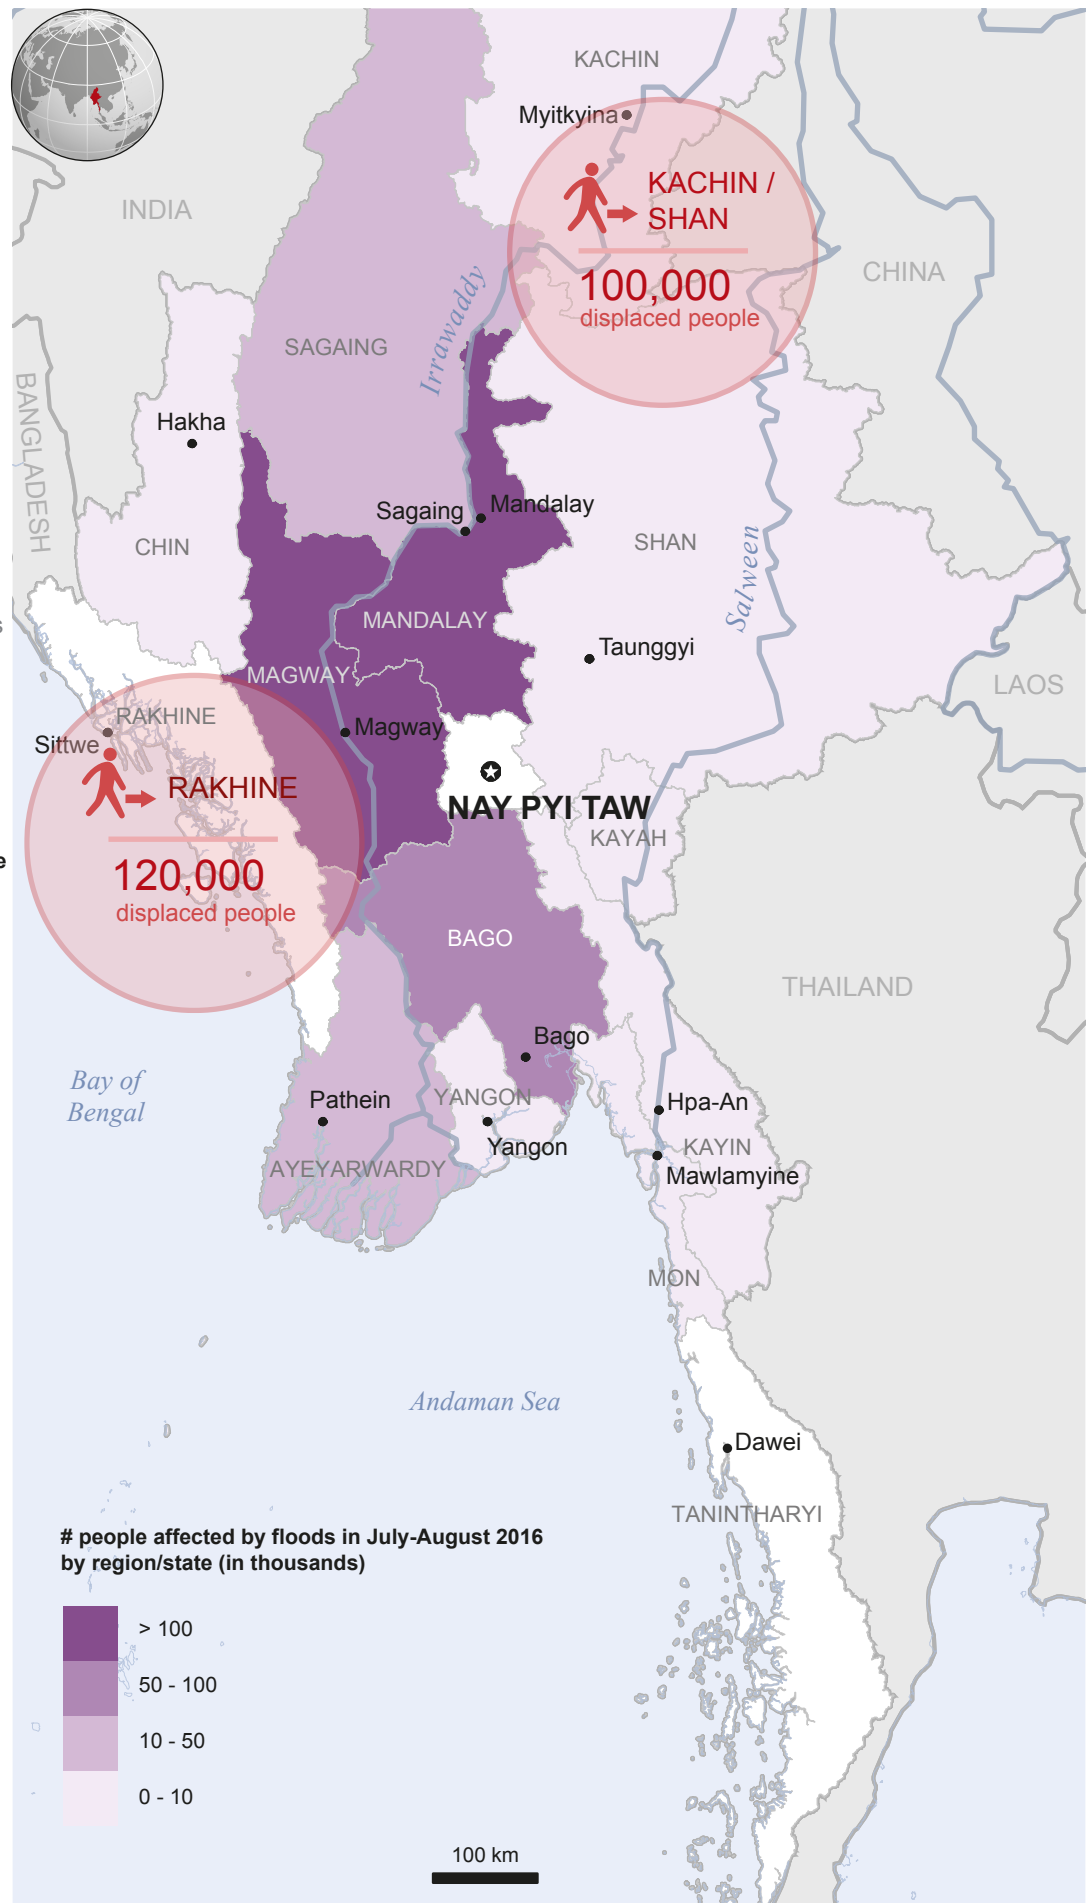 KACHIN
Myitkyina
KACHIN /
SHAN
100,000
displaced people
INDIA
CHINA
Irrawaddy
SAGAING
BANGLADESH
Hakha
Sagaing
Mandalay
CHIN
SHAN
Salween
MANDALAY
s
Taunggyi
MAGWAY
LAOS
RAKHINE
Sittwe
Magway
RAKHINE
NAY PYI TAW
KAYAH
e
120,000
displaced people
BAGO
THAILAND
Bago
Bay of
Bengal
Pathein
YANGON
Hpa-An
Yangon
KAYIN
AYEYARWARDY
Mawlamyine
MON
Andaman Sea
Dawei
TANINTHARYI
# people affected by floods in July-August 2016
by region/state (in thousands)
> 100
50 - 100
10 - 50
0 - 10
100 km